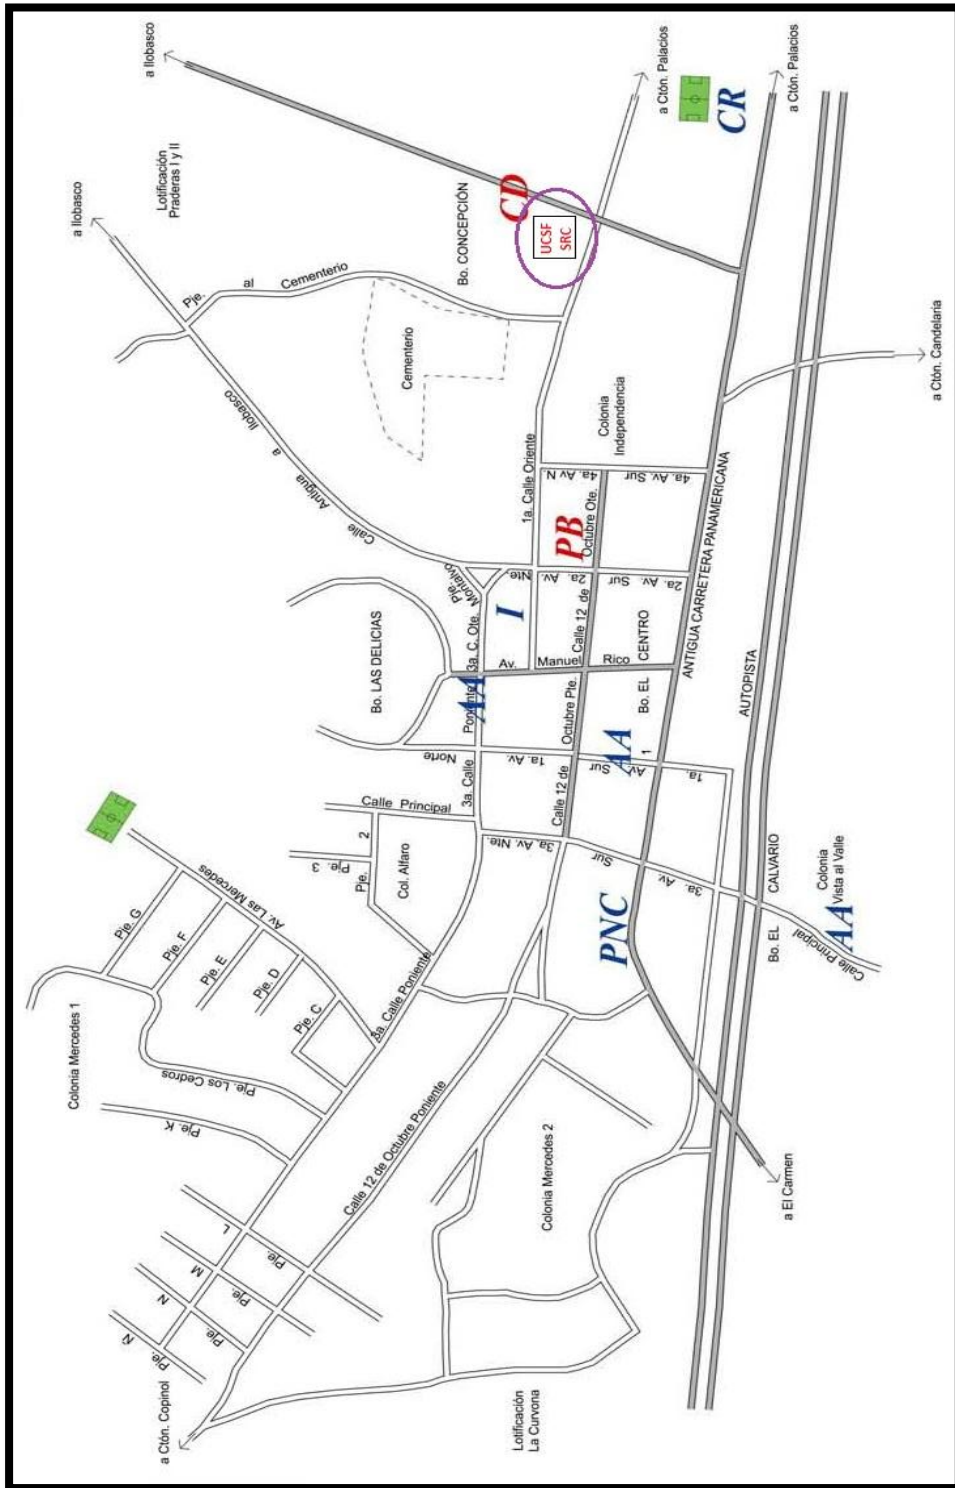 a Ilobasco
a Ilobasco
Lotificación
Praderas I y II
Pje. al Cementerio
Bo. CONCEPCIÓN
CD
UCSF
SRC
a Ctón. Palacios
CR
a Ctón. Palacios
a Ctón. Candelaria
Cementerio
Colonia
Independencia
Calle Antigua a Ilobasco
1a. Calle Oriente
4a. Av N
4a. Av. Sur
PB
Octubre Ote.
Calle 12 de
2a. Av. Nte.
2a. Av. Sur
Pje. Montalvo
3a. C. Ote.
I
Av. Manuel Rico
Bo. LAS DELICIAS
AA
3a. Calle Poniente
1a. Av. Norte
1a. Av Sur
1
AA
Bo. EL CENTRO
ANTIGUA CARRETERA PANAMERICANA
AUTOPISTA
Calle 12 de Octubre Pte.
Calle Principal
Pje. 2
Pje. 3
Col. Alfaro
3a. Av. Nte.
3a. Av. Sur
Bo. EL CALVARIO
Colonia
Vista al Valle
AA
Calle Principal
PNC
Av. Las Mercedes
Pje. G
Pje. F
Pje. E
Pje. D
Pje. C
3a. Calle Poniente
Colonia Mercedes 1
Pje. Los Cedros
Pje. K
Calle 12 de Octubre Poniente
Colonia Mercedes 2
a El Carmen
Pje. L
Pje. M
Pje. N
Pje. Ñ
a Ctón. Copinol
Lotificación
La Curvona